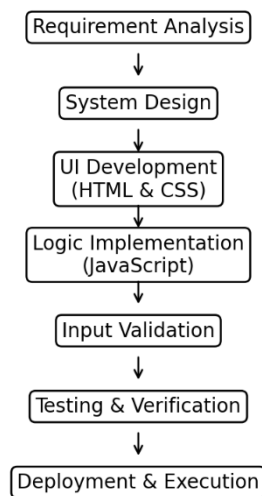 Requirement Analysis
System Design
UI Development
(HTML & CSS)
Logic Implementation
(JavaScript)
Input Validation
Testing & Verification
Deployment & Execution